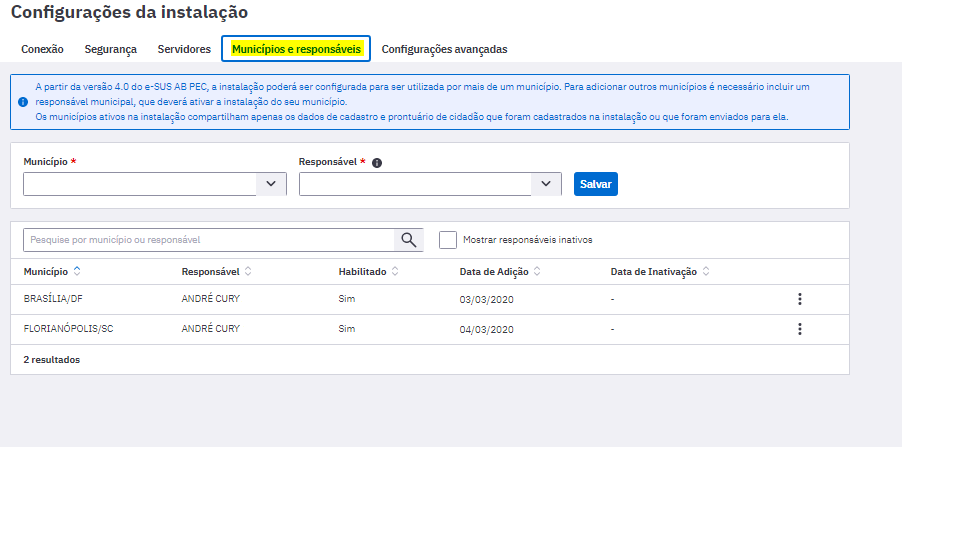 Configurações da instalação
Conexão Segurança Servidores Municípios e responsáveis Configurações avançadas
A partir da versão 4.0 do e-SUS AB PEC, a instalação poderá ser configurada para ser utilizada por mais de um município. Para adicionar outros municípios é necessário incluir um
responsável municipal, que deverá ativar a instalação do seu município.
Os municípios ativos na instalação compartilham apenas os dados de cadastro e prontuário de cidadão que foram cadastrados na instalação ou que foram enviados para ela.
Município * Responsável *
Salvar
Pesquise por município ou responsável Mostrar responsáveis inativos
Município Responsável Habilitado Data de Adição Data de Inativação
BRASÍLIA/DF ANDRÉ CURY Sim 03/03/2020 -
FLORIANÓPOLIS/SC ANDRÉ CURY Sim 04/03/2020 -
2 resultados